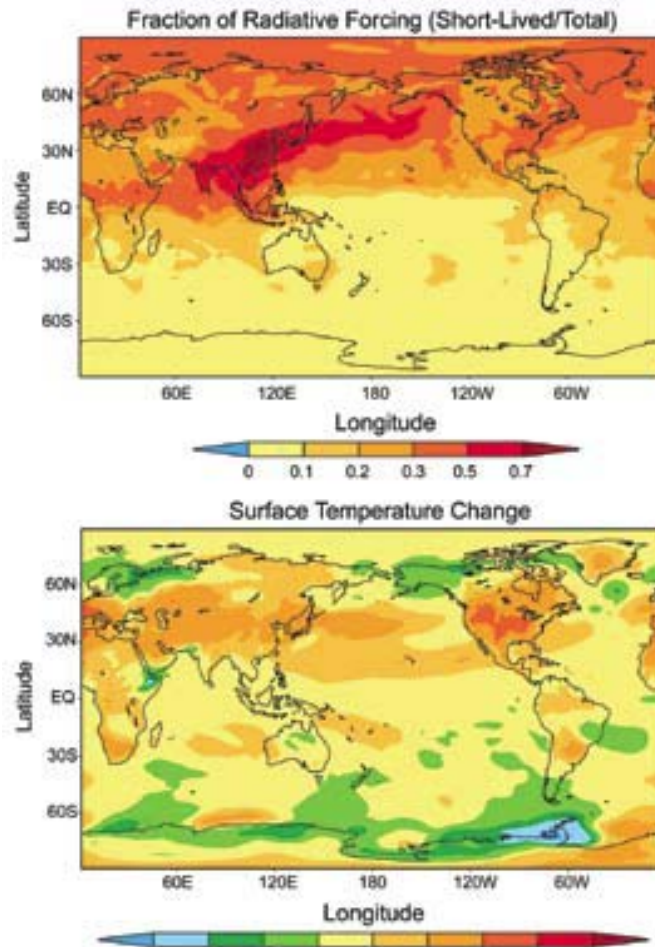 Fraction of Radiative Forcing (Short-Lived/Total)
60N
30N
EQ
30S
60S
Latitude
60E 120E 180 120W 60W
Longitude
0 0.1 0.2 0.3 0.5 0.7
Surface Temperature Change
60N
30N
EQ
30S
60S
Latitude
60E 120E 180 120W 60W
Longitude